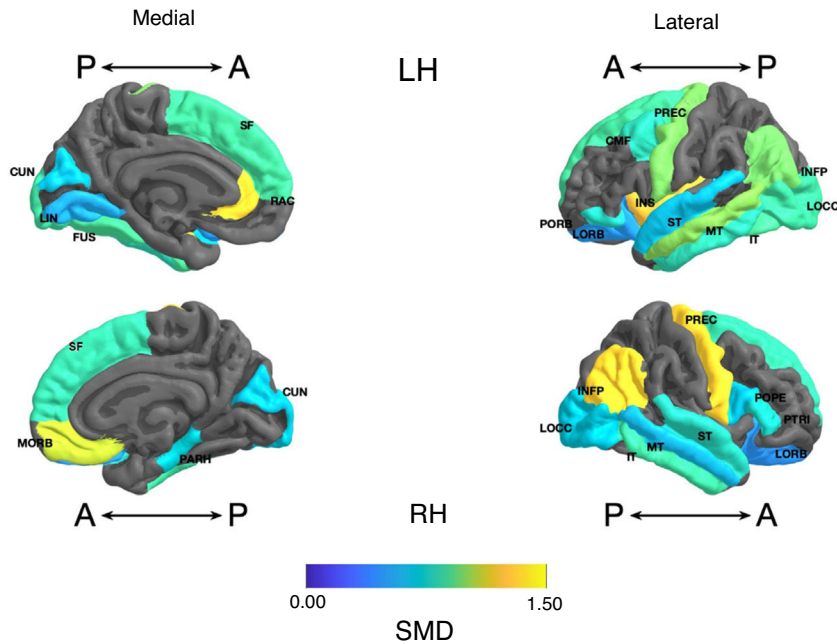 Medial
Lateral
P A
LH
A P
SF
CUN
LIN
FUS
RAC
PREC
CMF
INFP
INS
LOCC
PORB
LORB
ST
MT
IT
SF
CUN
MORB
PARH
PREC
INFP
POPE
LOCC
PTRI
ST
MT
IT
LORB
A P
RH
P A
0.00 1.50
SMD